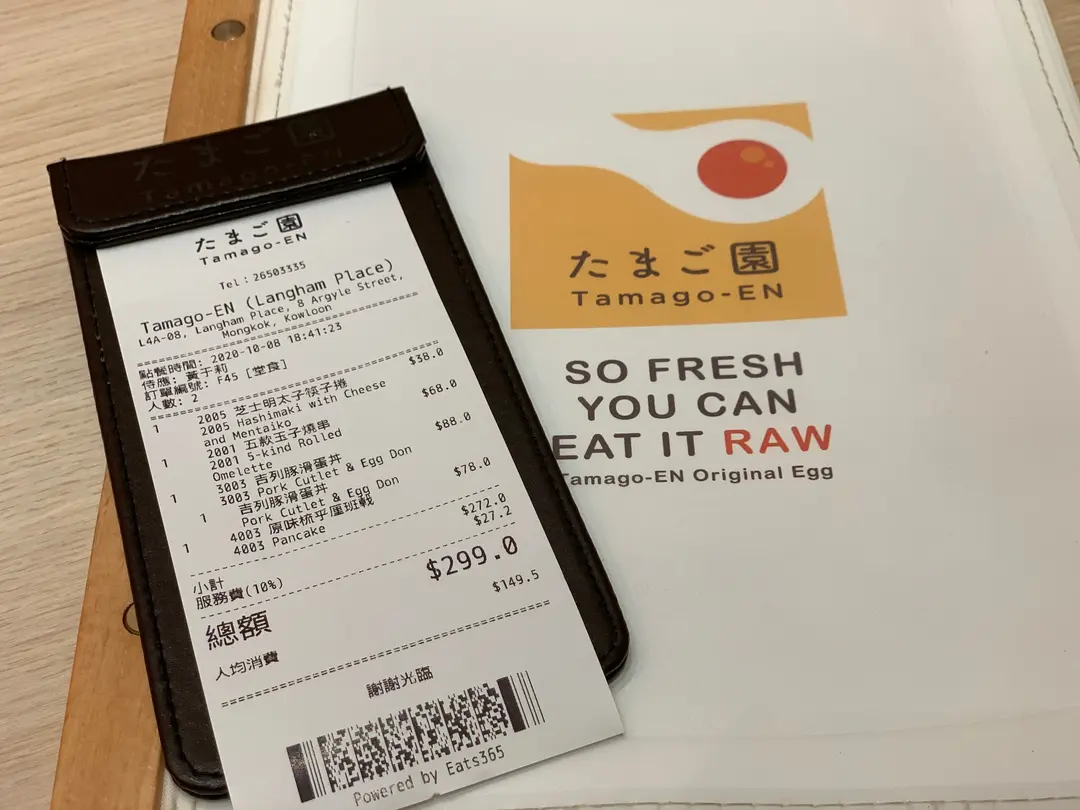 たまご園
Tamago-EN
たまご園
Tamago-EN
Tel：26503335
Tamago-EN (Langham Place)
L4A-08, Langham Place, 8 Argyle Street,
Mongkok, Kowloon
點餐時間: 2020-10-08 18:41:23
侍應: 黃于莉
訂單編號: F45 [堂食]
人數: 2
1 2005 芝士明太子筷子捲 $38.0
2005 Hashimaki with Cheese
and Mentaiko
1 2001 五款玉子燒串 $68.0
2001 5-kind Rolled
Omelette
1 3003 吉列豚滑蛋丼 $88.0
3003 Pork Cutlet & Egg Don
1 吉列豚滑蛋丼
Pork Cutlet & Egg Don
1 4003 原味梳乎厘班戟 $78.0
4003 Pancake
小計 $272.0
服務費(10%) $27.2
總額 $299.0
人均消費 $149.5
謝謝光臨
Powered by Eats365
たまご園
Tamago-EN
SO FRESH
YOU CAN
EAT IT RAW
Tamago-EN Original Egg